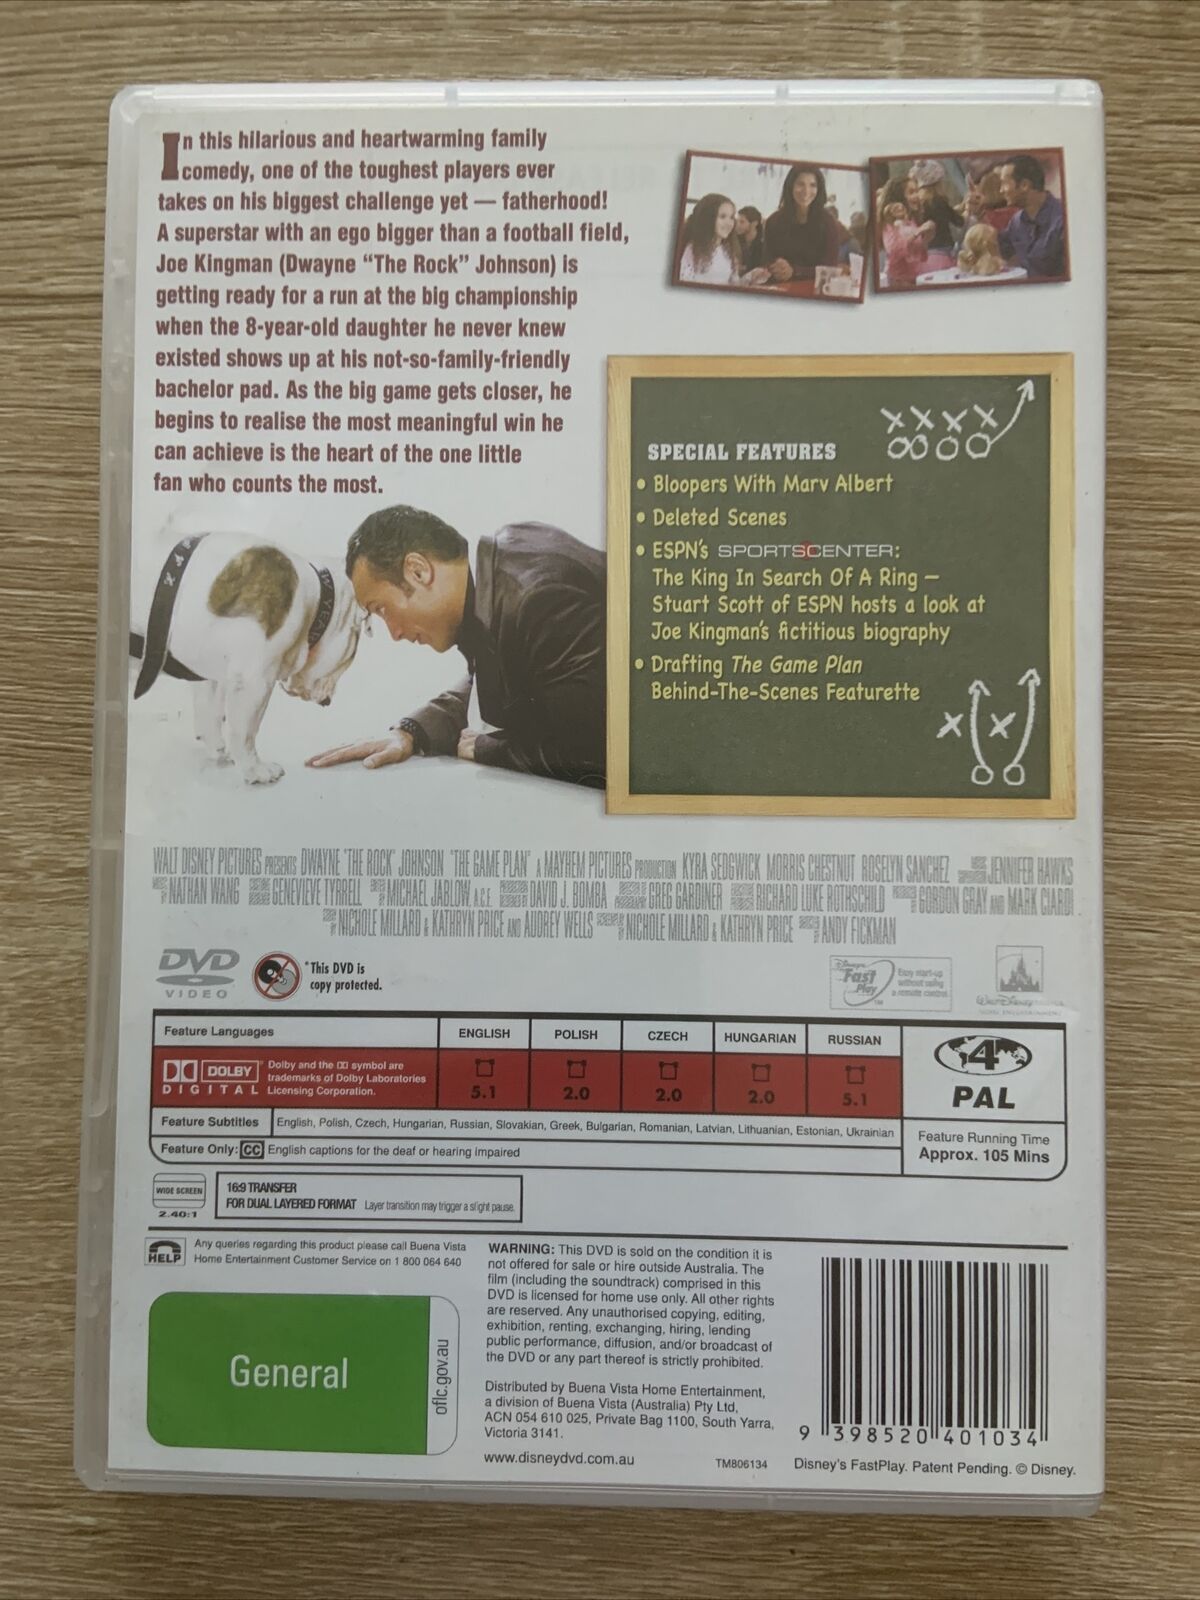 In this hilarious and heartwarming family
comedy, one of the toughest players ever
takes on his biggest challenge yet — fatherhood!
A superstar with an ego bigger than a football field,
Joe Kingman (Dwayne “The Rock” Johnson) is
getting ready for a run at the big championship
when the 8-year-old daughter he never knew
existed shows up at his not-so-family-friendly
bachelor pad. As the big game gets closer, he
begins to realise the most meaningful win he
can achieve is the heart of the one little
fan who counts the most.
SPECIAL FEATURES
• Bloopers With Marv Albert
• Deleted Scenes
• ESPN's SPORTSCENTER:
The King In Search Of A Ring –
Stuart Scott of ESPN hosts a look at
Joe Kingman's fictitious biography
• Drafting The Game Plan
Behind-The-Scenes Featurette
WALT DISNEY PICTURES PRESENTS DWAYNE "THE ROCK" JOHNSON "THE GAME PLAN" A MAYHEM PICTURES PRODUCTION KYRA SEDGWICK MORRIS CHESTNUT ROSELYN SANCHEZ JENNIFER HAWKS
NATHAN WANG GENEVIEVE TYRRELL MICHAEL JABLOW, A.C.E. DAVID J. BOMBA GREG GARDINER RICHARD LUKE ROTHSCHILD GORDON GRAY AND MARK CIARDI
NICHOLE MILLARD & KATHRYN PRICE AND AUDREY WELLS NICHOLE MILLARD & KATHRYN PRICE ANDY FICKMAN
DVD
VIDEO
*This DVD is
copy protected.
Disney's
Fast
Play
Enjoy start-up
without using
a remote control
Feature Languages
ENGLISH POLISH CZECH HUNGARIAN RUSSIAN
DOLBY
DIGITAL
Dolby and the symbol are
trademarks of Dolby Laboratories
Licensing Corporation.
5.1 2.0 2.0 2.0 5.1
4
PAL
Feature Subtitles English, Polish, Czech, Hungarian, Russian, Slovakian, Greek, Bulgarian, Romanian, Latvian, Lithuanian, Estonian, Ukrainian
Feature Only: CC English captions for the deaf or hearing impaired
Feature Running Time
Approx. 105 Mins
WIDE SCREEN
2.40:1
16:9 TRANSFER
FOR DUAL LAYERED FORMAT Layer transition may trigger a slight pause.
HELP
Any queries regarding this product please call Buena Vista
Home Entertainment Customer Service on 1 800 064 640
WARNING: This DVD is sold on the condition it is
not offered for sale or hire outside Australia. The
film (including the soundtrack) comprised in this
DVD is licensed for home use only. All other rights
are reserved. Any unauthorised copying, editing,
exhibition, renting, exchanging, hiring, lending
public performance, diffusion, and/or broadcast of
the DVD or any part thereof is strictly prohibited.
Distributed by Buena Vista Home Entertainment,
a division of Buena Vista (Australia) Pty Ltd,
ACN 054 610 025, Private Bag 1100, South Yarra,
Victoria 3141.
www.disneydvd.com.au
TM806134
General
oflc.gov.au
9 398520 401034
Disney's FastPlay. Patent Pending. © Disney.